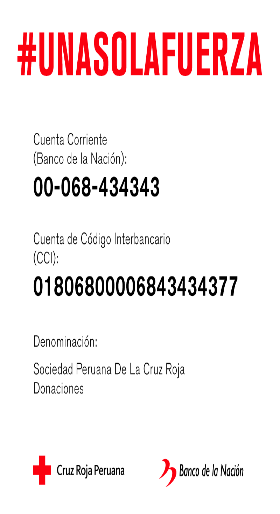 #UNASOLAFUERZA
Cuenta Corriente
(Banco de la Nación):
00-068-434343
Cuenta de Código Interbancario
(CCI):
01806800006843434377
Denominación:
Sociedad Peruana De La Cruz Roja
Donaciones
Cruz Roja Peruana
Banco de la Nación